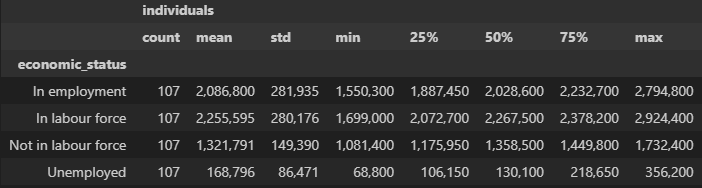 individuals
count mean std min 25% 50% 75% max
economic_status
In employment 107 2,086,800 281,935 1,550,300 1,887,450 2,028,600 2,232,700 2,794,800
In labour force 107 2,255,595 280,176 1,699,000 2,072,700 2,267,500 2,378,200 2,924,400
Not in labour force 107 1,321,791 149,390 1,081,400 1,175,950 1,358,500 1,449,800 1,732,400
Unemployed 107 168,796 86,471 68,800 106,150 130,100 218,650 356,200